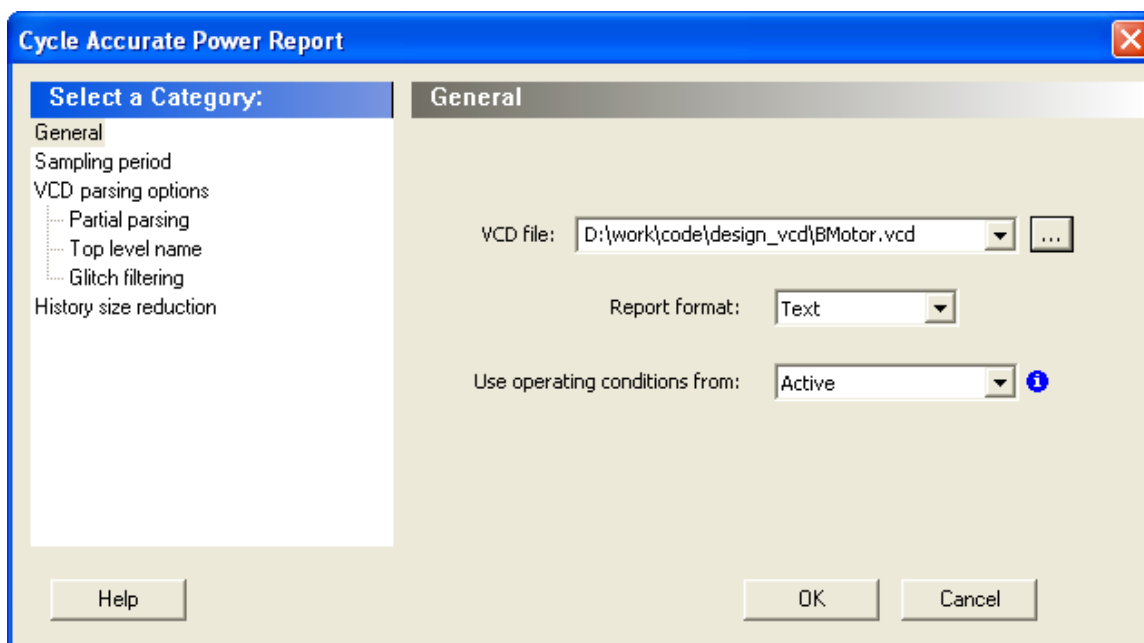 Cycle Accurate Power Report
Select a Category:
General
Sampling period
VCD parsing options
Partial parsing
Top level name
Glitch filtering
History size reduction
General
VCD file: D:\work\code\design_vcd\BMotor.vcd ...
Report format: Text
Use operating conditions from: Active
Help
OK
Cancel